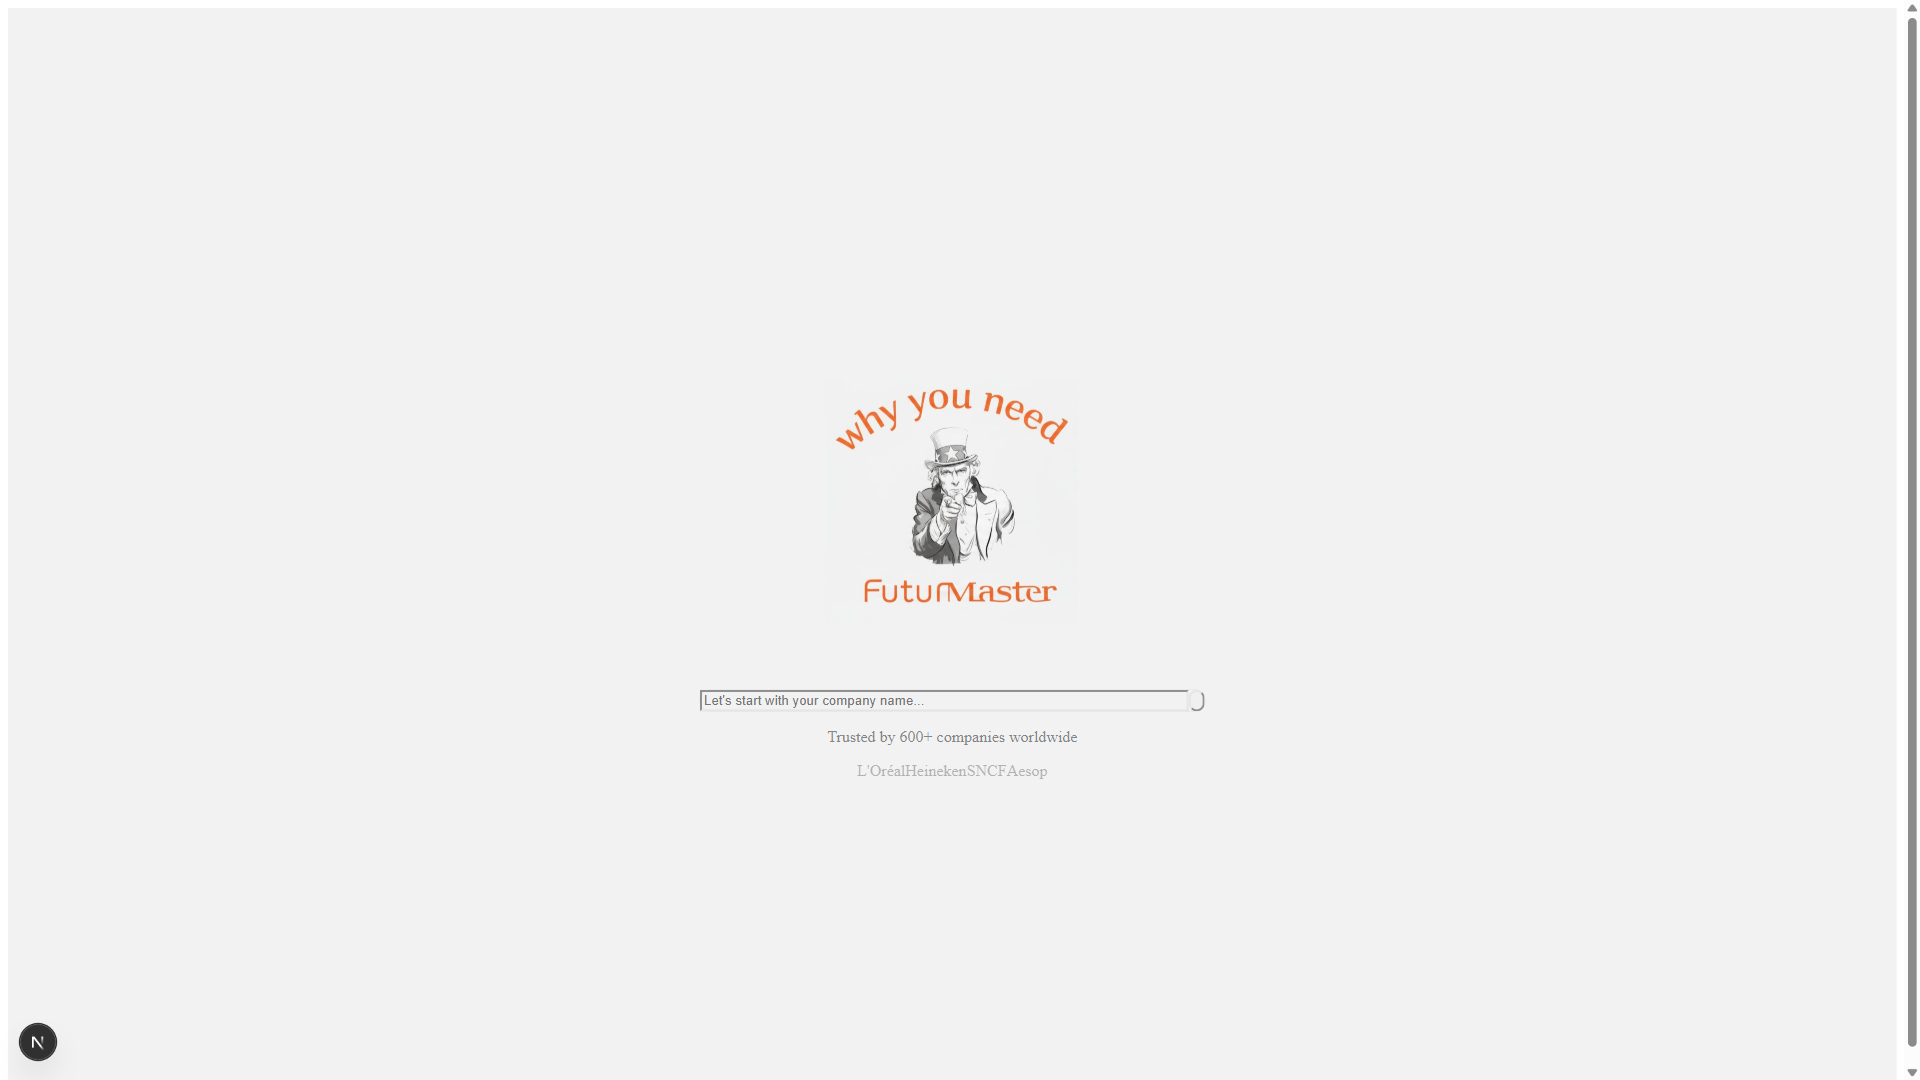 why you need
FuturMaster
Let's start with your company name...
Trusted by 600+ companies worldwide
L'OréalHeinekenSNCFAesop
N